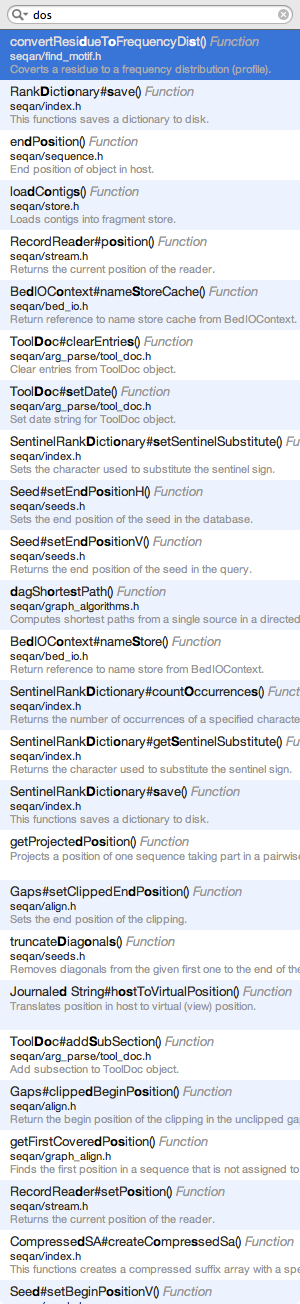 dos
convertResidueToFrequencyDist() Function
seqan/find_motif.h
Coverts a residue to a frequency distribution (profile).
RankDictionary#save() Function
seqan/index.h
This functions saves a dictionary to disk.
endPosition() Function
seqan/sequence.h
End position of object in host.
loadContigs() Function
seqan/store.h
Loads contigs into fragment store.
RecordReader#position() Function
seqan/stream.h
Returns the current position of the reader.
BedIOContext#nameStoreCache() Function
seqan/bed_io.h
Return reference to name store cache from BedIOContext.
ToolDoc#clearEntries() Function
seqan/arg_parse/tool_doc.h
Clear entries from ToolDoc object.
ToolDoc#setDate() Function
seqan/arg_parse/tool_doc.h
Set date string for ToolDoc object.
SentinelRankDictionary#setSentinelSubstitute() Fu
seqan/index.h
Sets the character used to substitute the sentinel sign.
Seed#setEndPositionH() Function
seqan/seeds.h
Sets the end position of the seed in the database.
Seed#setEndPositionV() Function
seqan/seeds.h
Returns the end position of the seed in the query.
dagShortestPath() Function
seqan/graph_algorithms.h
Computes shortest paths from a single source in a directed
BedIOContext#nameStore() Function
seqan/bed_io.h
Return reference to name store from BedIOContext.
SentinelRankDictionary#countOccurrences() Funct
seqan/index.h
Returns the number of occurrences of a specified characte
SentinelRankDictionary#getSentinelSubstitute() Fu
seqan/index.h
Returns the character used to substitute the sentinel sign.
SentinelRankDictionary#save() Function
seqan/index.h
This functions saves a dictionary to disk.
getProjectedPosition() Function
Projects a position of one sequence taking part in a pairwise
Gaps#setClippedEndPosition() Function
seqan/align.h
Sets the end position of the clipping.
truncateDiagonals() Function
seqan/seeds.h
Removes diagonals from the given first one to the end of the
Journaled String#hostToVirtualPosition() Function
Translates position in host to virtual (view) position.
ToolDoc#addSubSection() Function
seqan/arg_parse/tool_doc.h
Add subsection to ToolDoc object.
Gaps#clippedBeginPosition() Function
seqan/align.h
Return the begin position of the clipping in the unclipped ga
getFirstCoveredPosition() Function
seqan/graph_align.h
Finds the first position in a sequence that is not assigned to
RecordReader#setPosition() Function
seqan/stream.h
Returns the current position of the reader.
CompressedSA#createCompressedSa() Function
seqan/index.h
This functions creates a compressed suffix array with a spe
Seed#setBeginPositionV() Function